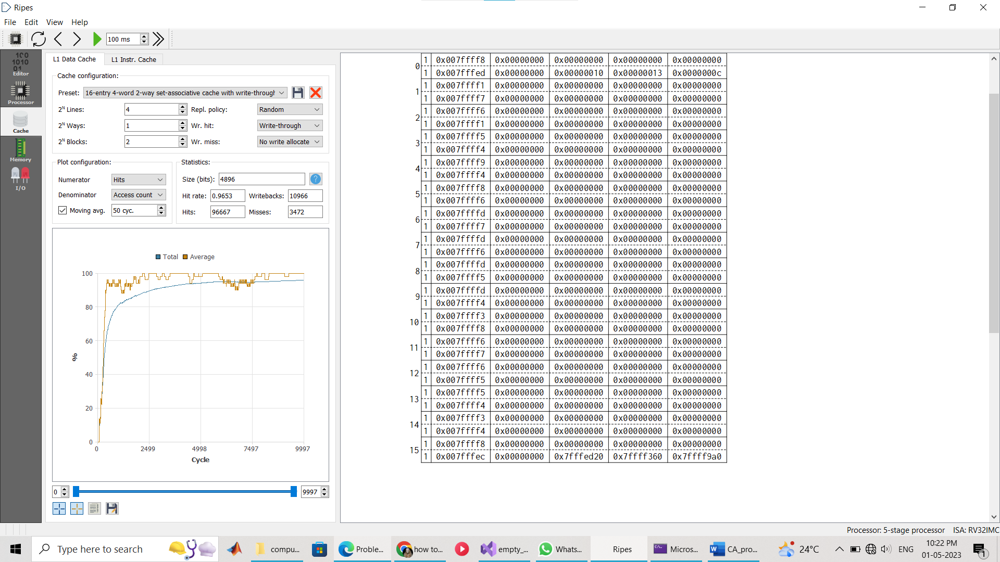 Ripes
File Edit View Help
100 ms
100
1010
01
Editor
Processor
Cache
Memory
I/O
L1 Data Cache L1 Instr. Cache
Cache configuration:
Preset: 16-entry 4-word 2-way set-associative cache with write-through
2ᴺ Lines: 4 Repl. policy: Random
2ᴺ Ways: 1 Wr. hit: Write-through
2ᴺ Blocks: 2 Wr. miss: No write allocate
Plot configuration:
Numerator Hits
Denominator Access count
Moving avg. 50 cyc.
Statistics:
Size (bits): 4896 ?
Hit rate: 0.9653 Writebacks: 10966
Hits: 96667 Misses: 3472
Total Average
100
80
60
40
20
0
%
0 2499 4998 7497 9997
Cycle
0 9997
0
1 0x007ffff8 0x00000000 0x00000000 0x00000000 0x00000000
1 0x007fffed 0x00000000 0x00000010 0x00000013 0x0000000c
1
1 0x007ffff1 0x00000000 0x00000000 0x00000000 0x00000000
1 0x007ffff7 0x00000000 0x00000000 0x00000000 0x00000000
2
1 0x007ffff6 0x00000000 0x00000000 0x00000000 0x00000000
1 0x007ffff1 0x00000000 0x00000000 0x00000000 0x00000000
3
1 0x007ffff5 0x00000000 0x00000000 0x00000000 0x00000000
1 0x007ffff4 0x00000000 0x00000000 0x00000000 0x00000000
4
1 0x007ffff9 0x00000000 0x00000000 0x00000000 0x00000000
1 0x007ffff4 0x00000000 0x00000000 0x00000000 0x00000000
5
1 0x007ffff8 0x00000000 0x00000000 0x00000000 0x00000000
1 0x007ffff6 0x00000000 0x00000000 0x00000000 0x00000000
6
1 0x007ffffd 0x00000000 0x00000000 0x00000000 0x00000000
1 0x007ffff7 0x00000000 0x00000000 0x00000000 0x00000000
7
1 0x007ffffd 0x00000000 0x00000000 0x00000000 0x00000000
1 0x007ffff6 0x00000000 0x00000000 0x00000000 0x00000000
8
1 0x007ffffd 0x00000000 0x00000000 0x00000000 0x00000000
1 0x007ffff5 0x00000000 0x00000000 0x00000000 0x00000000
9
1 0x007ffffd 0x00000000 0x00000000 0x00000000 0x00000000
1 0x007ffff4 0x00000000 0x00000000 0x00000000 0x00000000
10
1 0x007ffff3 0x00000000 0x00000000 0x00000000 0x00000000
1 0x007ffff8 0x00000000 0x00000000 0x00000000 0x00000000
11
1 0x007ffff6 0x00000000 0x00000000 0x00000000 0x00000000
1 0x007ffff7 0x00000000 0x00000000 0x00000000 0x00000000
12
1 0x007ffff6 0x00000000 0x00000000 0x00000000 0x00000000
1 0x007ffff5 0x00000000 0x00000000 0x00000000 0x00000000
13
1 0x007ffff5 0x00000000 0x00000000 0x00000000 0x00000000
1 0x007ffff4 0x00000000 0x00000000 0x00000000 0x00000000
14
1 0x007ffff3 0x00000000 0x00000000 0x00000000 0x00000000
1 0x007ffff4 0x00000000 0x00000000 0x00000000 0x00000000
15
1 0x007ffff8 0x00000000 0x00000000 0x00000000 0x00000000
1 0x007fffec 0x00000000 0x7fffed20 0x7ffff360 0x7ffff9a0
Processor: 5-stage processor ISA: RV32IMC
Type here to search
compu... Proble... how to... empty_... Whats... Ripes Micros... CA_pro...
24°C ENG
10:22 PM
01-05-2023
1